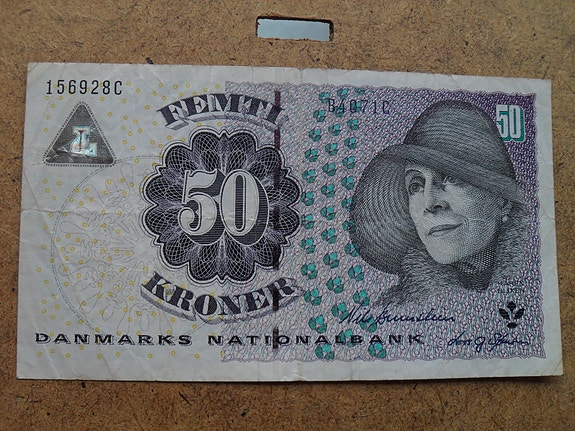 156928C
FEMTI
B4071C
50
50
KRONER
DANMARKS NATIONALBANK